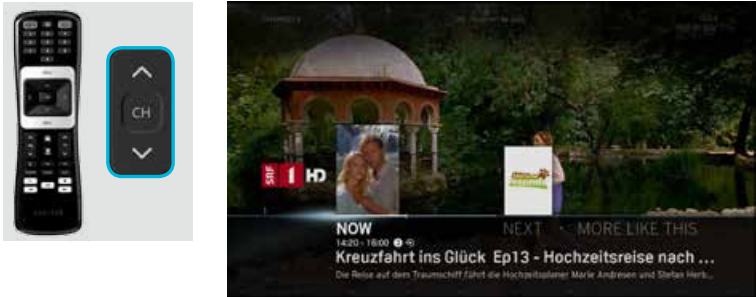 CH
SRF 1 HD
NOW
NEXT • MORE LIKE THIS
14:20 - 16:00
Kreuzfahrt ins Glück Ep13 - Hochzeitsreise nach ...
Die Reise auf dem Traumschiff führt die Hochzeitsplaner Marie Andresen und Stefan Herb...